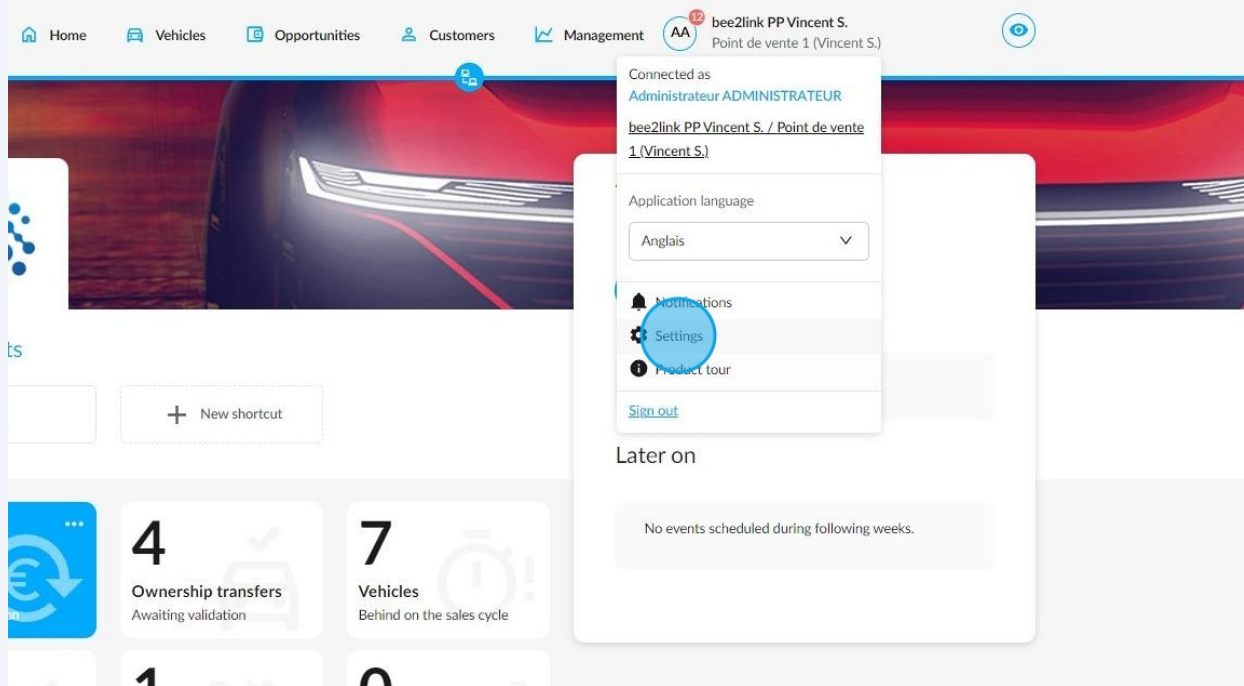 Home
Vehicles
Opportunities
Customers
Management
AA
12
bee2link PP Vincent S.
Point de vente 1 (Vincent S.)
Connected as
Administrateur ADMINISTRATEUR
bee2link PP Vincent S. / Point de vente
1 (Vincent S.)
Application language
Anglais
Notifications
Settings
Product tour
Sign out
ts
New shortcut
Later on
No events scheduled during following weeks.
4
Ownership transfers
Awaiting validation
7
Vehicles
Behind on the sales cycle
1
0